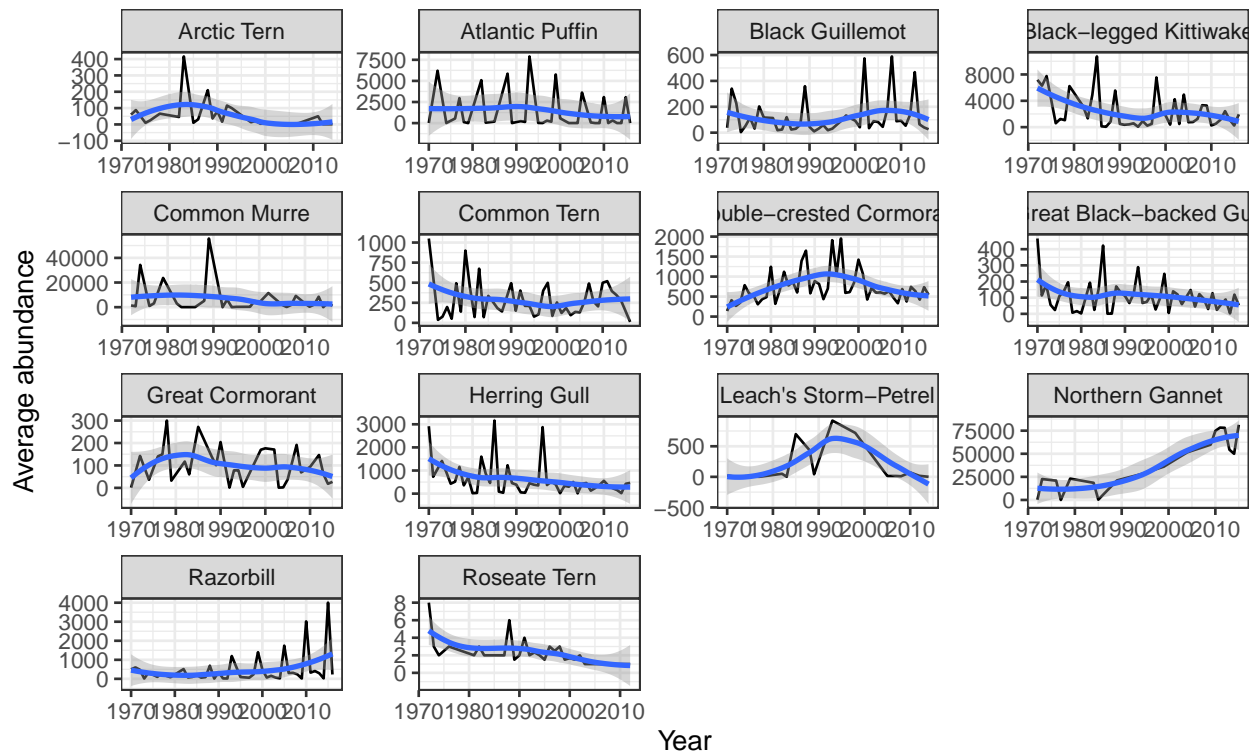 Arctic Tern
Atlantic Puffin
Black Guillemot
Black−legged Kittiwake
400
300
200
100
0
−100
1970 1980 1990 2000 2010
7500
5000
2500
0
1970 1980 1990 2000 2010
600
400
200
0
1970 1980 1990 2000 2010
8000
4000
0
1970 1980 1990 2000 2010
Common Murre
Common Tern
ouble−crested Cormora
reat Black−backed Gu
40000
20000
0
1970 1980 1990 2000 2010
1000
750
500
250
0
1970 1980 1990 2000 2010
2000
1500
1000
500
0
1970 1980 1990 2000 2010
400
300
200
100
0
1970 1980 1990 2000 2010
Average abundance
Great Cormorant
Herring Gull
Leach's Storm−Petrel
Northern Gannet
300
200
100
0
1970 1980 1990 2000 2010
3000
2000
1000
0
1970 1980 1990 2000 2010
500
0
−500
1970 1980 1990 2000 2010
75000
50000
25000
0
1970 1980 1990 2000 2010
Razorbill
Roseate Tern
4000
3000
2000
1000
0
1970 1980 1990 2000 2010
8
6
4
2
0
1970 1980 1990 2000 2010
Year